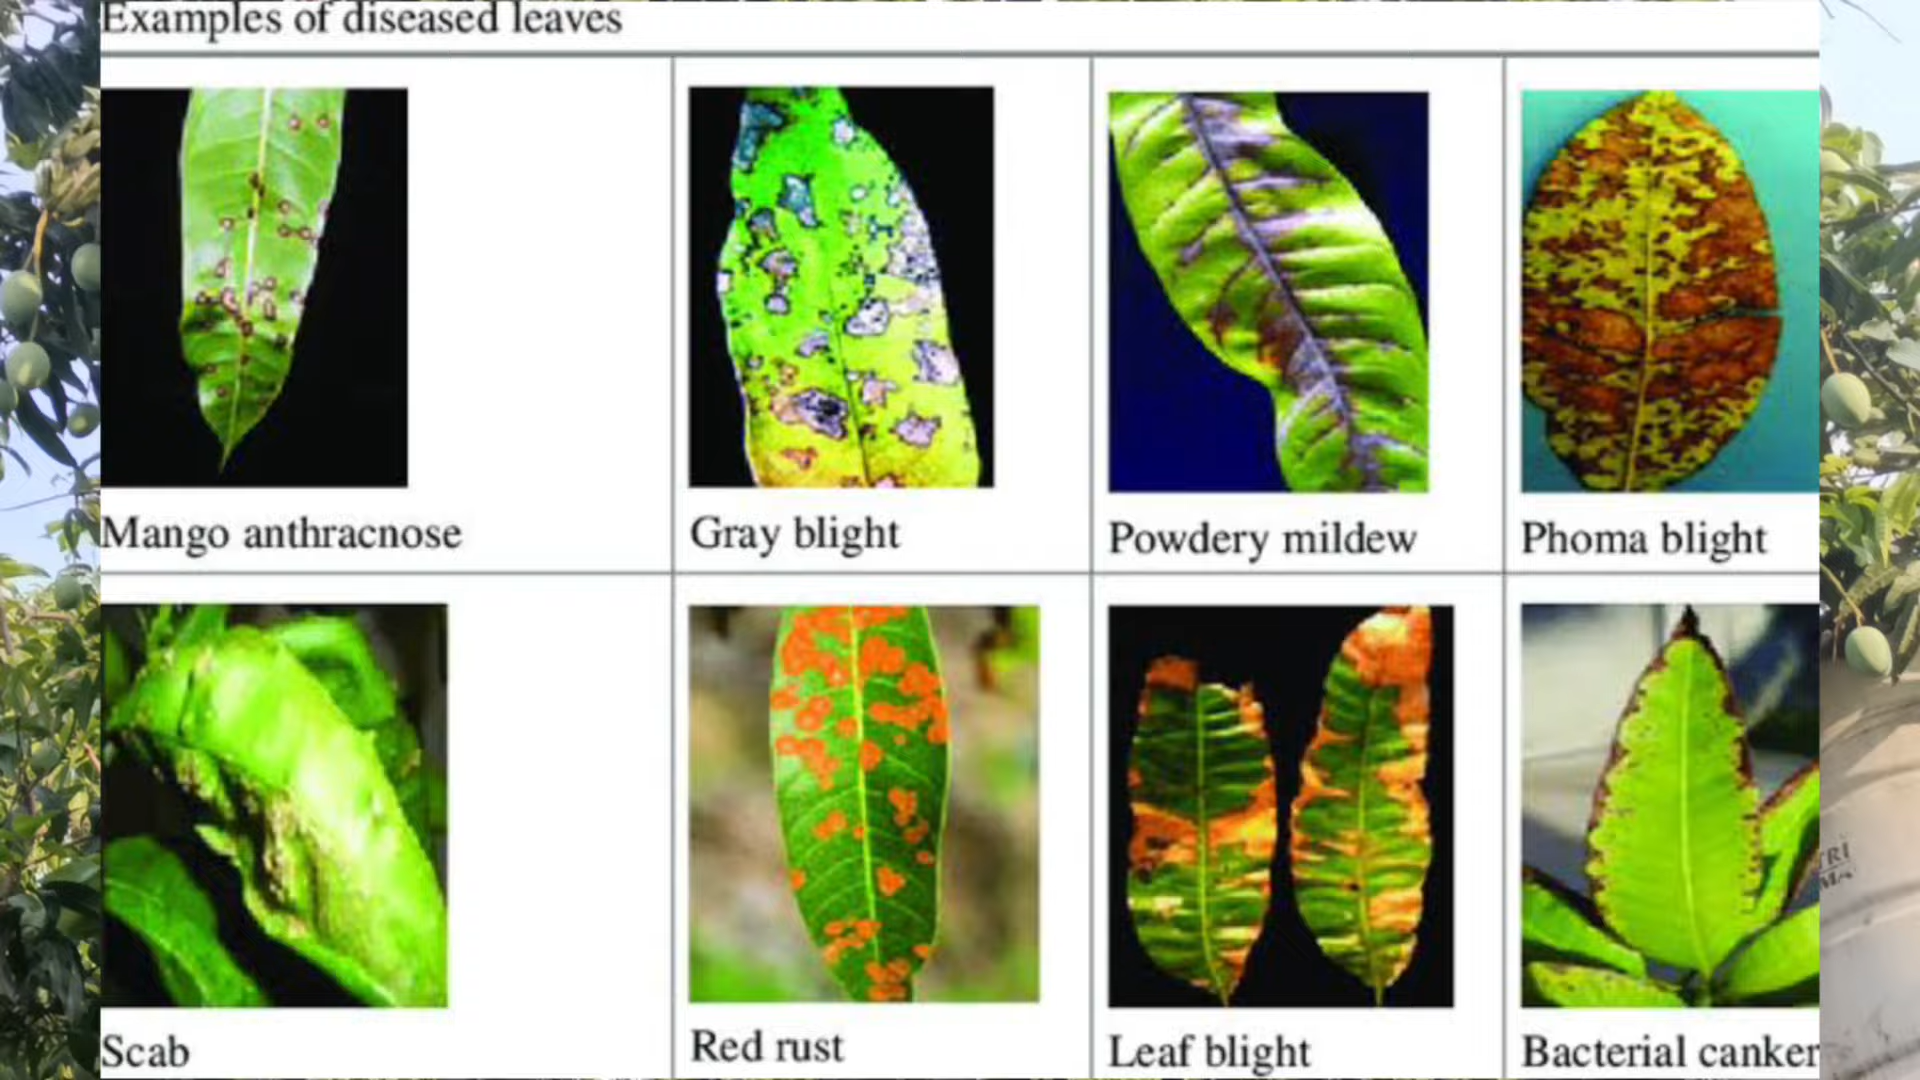 Examples of diseased leaves
Mango anthracnose
Gray blight
Powdery mildew
Phoma blight
Scab
Red rust
Leaf blight
Bacterial canker